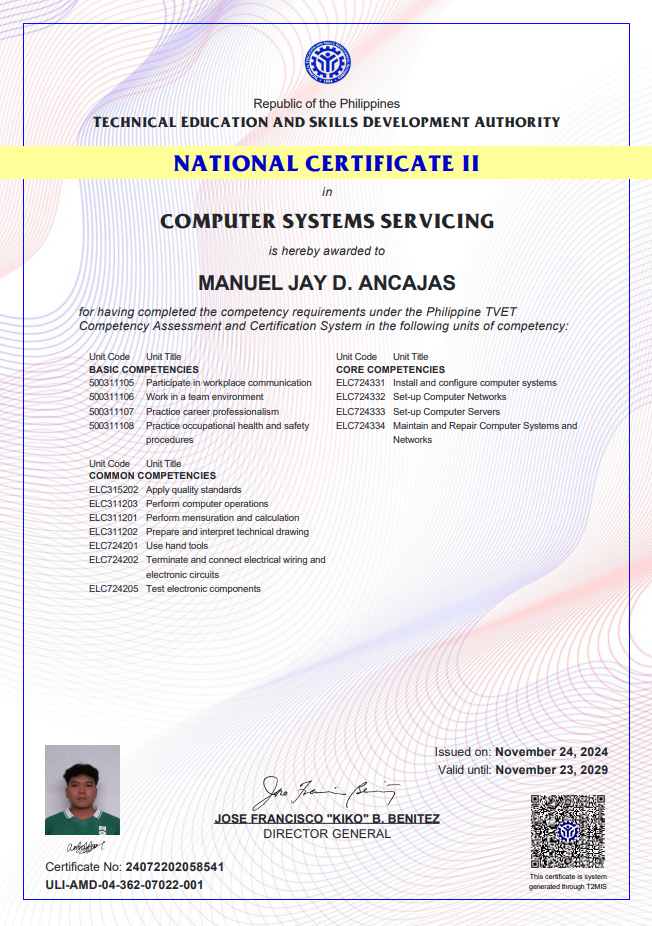 Republic of the Philippines
TECHNICAL EDUCATION AND SKILLS DEVELOPMENT AUTHORITY
NATIONAL CERTIFICATE II
in
COMPUTER SYSTEMS SERVICING
is hereby awarded to
MANUEL JAY D. ANCAJAS
for having completed the competency requirements under the Philippine TVET
Competency Assessment and Certification System in the following units of competency:
Unit Code Unit Title
BASIC COMPETENCIES
500311105 Participate in workplace communication
500311106 Work in a team environment
500311107 Practice career professionalism
500311108 Practice occupational health and safety
procedures
Unit Code Unit Title
CORE COMPETENCIES
ELC724331 Install and configure computer systems
ELC724332 Set-up Computer Networks
ELC724333 Set-up Computer Servers
ELC724334 Maintain and Repair Computer Systems and
Networks
Unit Code Unit Title
COMMON COMPETENCIES
ELC315202 Apply quality standards
ELC311203 Perform computer operations
ELC311201 Perform mensuration and calculation
ELC311202 Prepare and interpret technical drawing
ELC724201 Use hand tools
ELC724202 Terminate and connect electrical wiring and
electronic circuits
ELC724205 Test electronic components
Issued on: November 24, 2024
Valid until: November 23, 2029
JOSE FRANCISCO "KIKO" B. BENITEZ
DIRECTOR GENERAL
Certificate No: 24072202058541
ULI-AMD-04-362-07022-001
This certificate is system
generated through T2MIS